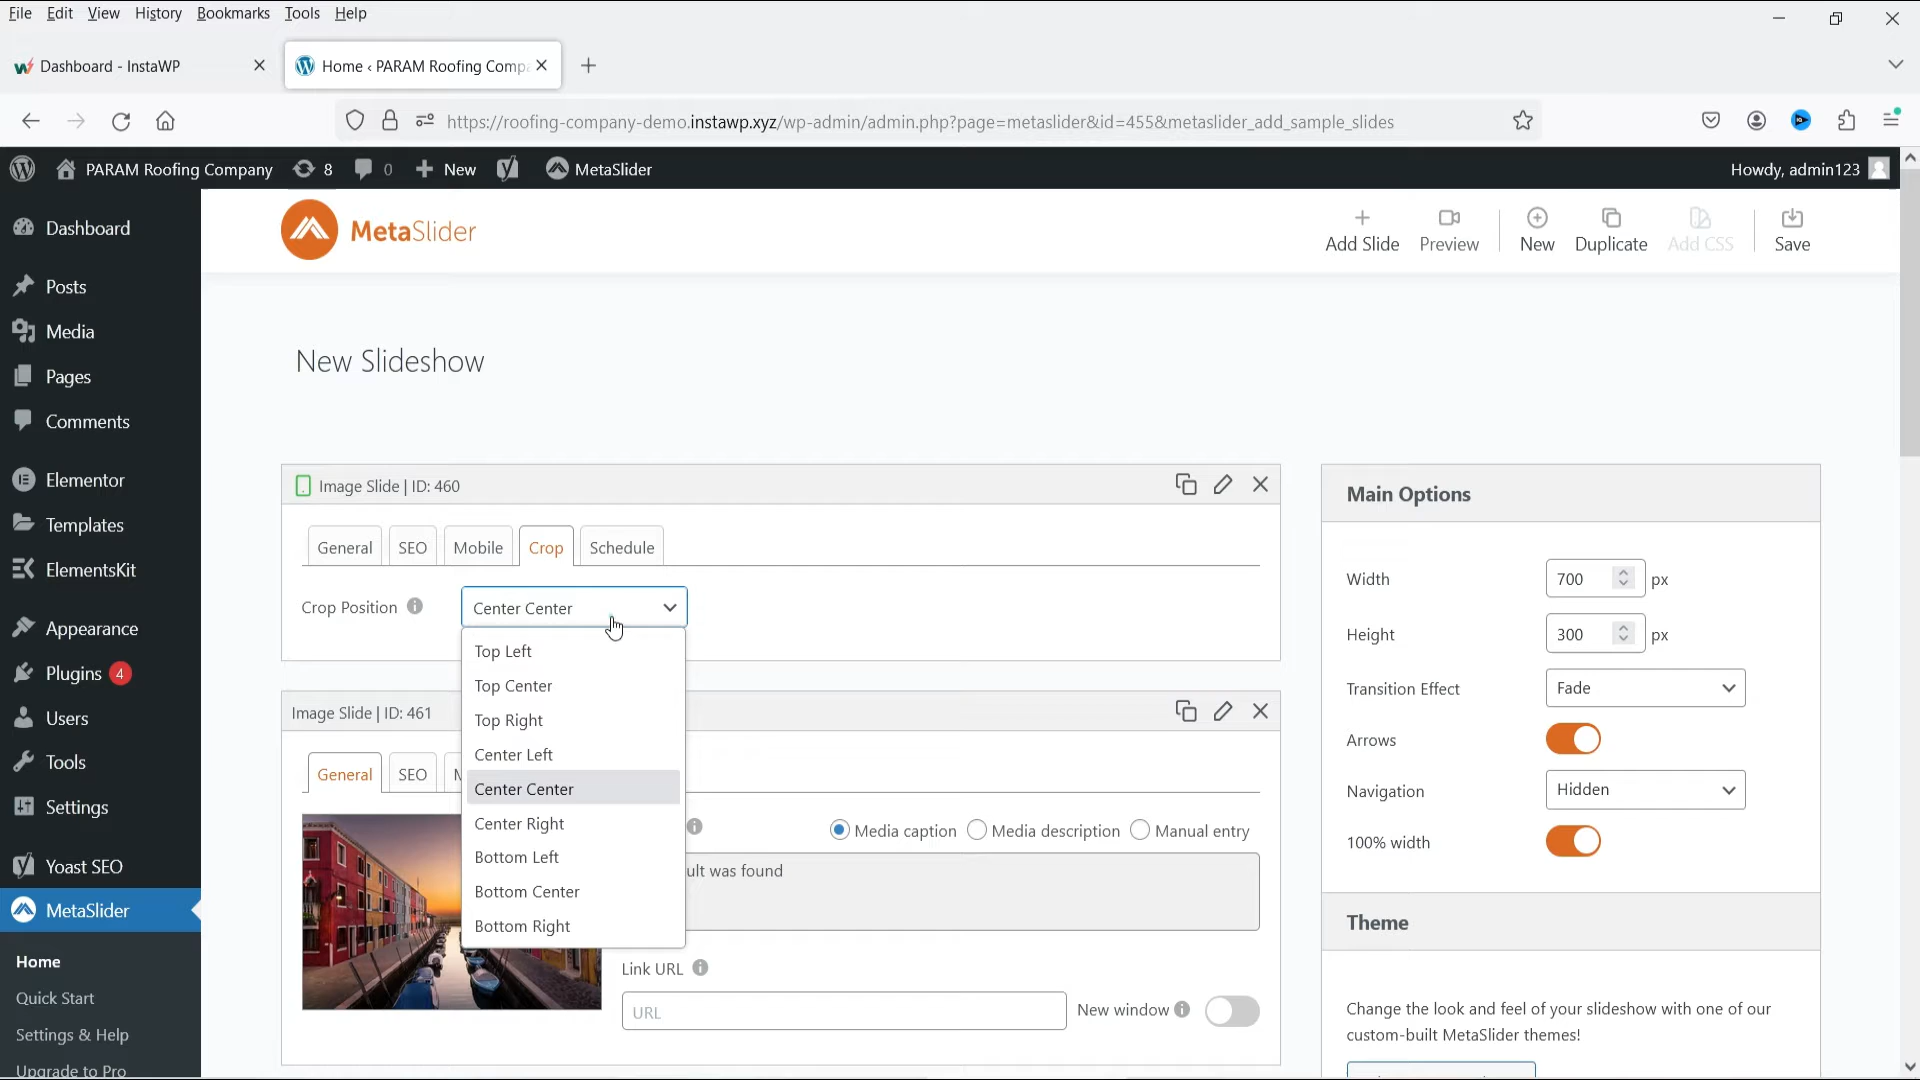 File Edit View History Bookmarks Tools Help
Dashboard - InstaWP
Home ‹ PARAM Roofing Comp
https://roofing-company-demo.instawp.xyz/wp-admin/admin.php?page=metaslider&id=455&metaslider_add_sample_slides
PARAM Roofing Company 8 0 New MetaSlider Howdy, admin123
Dashboard
Posts
Media
Pages
Comments
Elementor
Templates
ElementsKit
Appearance
Plugins 4
Users
Tools
Settings
Yoast SEO
MetaSlider
Home
Quick Start
Settings & Help
Upgrade to Pro
MetaSlider
Add Slide Preview New Duplicate Add CSS Save
New Slideshow
Image Slide | ID: 460
General SEO Mobile Crop Schedule
Crop Position Center Center
Top Left
Top Center
Top Right
Center Left
Center Center
Center Right
Bottom Left
Bottom Center
Bottom Right
Image Slide | ID: 461
General SEO
Media caption Media description Manual entry
ult was found
Link URL
URL
New window
Main Options
Width 700 px
Height 300 px
Transition Effect Fade
Arrows
Navigation Hidden
100% width
Theme
Change the look and feel of your slideshow with one of our
custom-built MetaSlider themes!